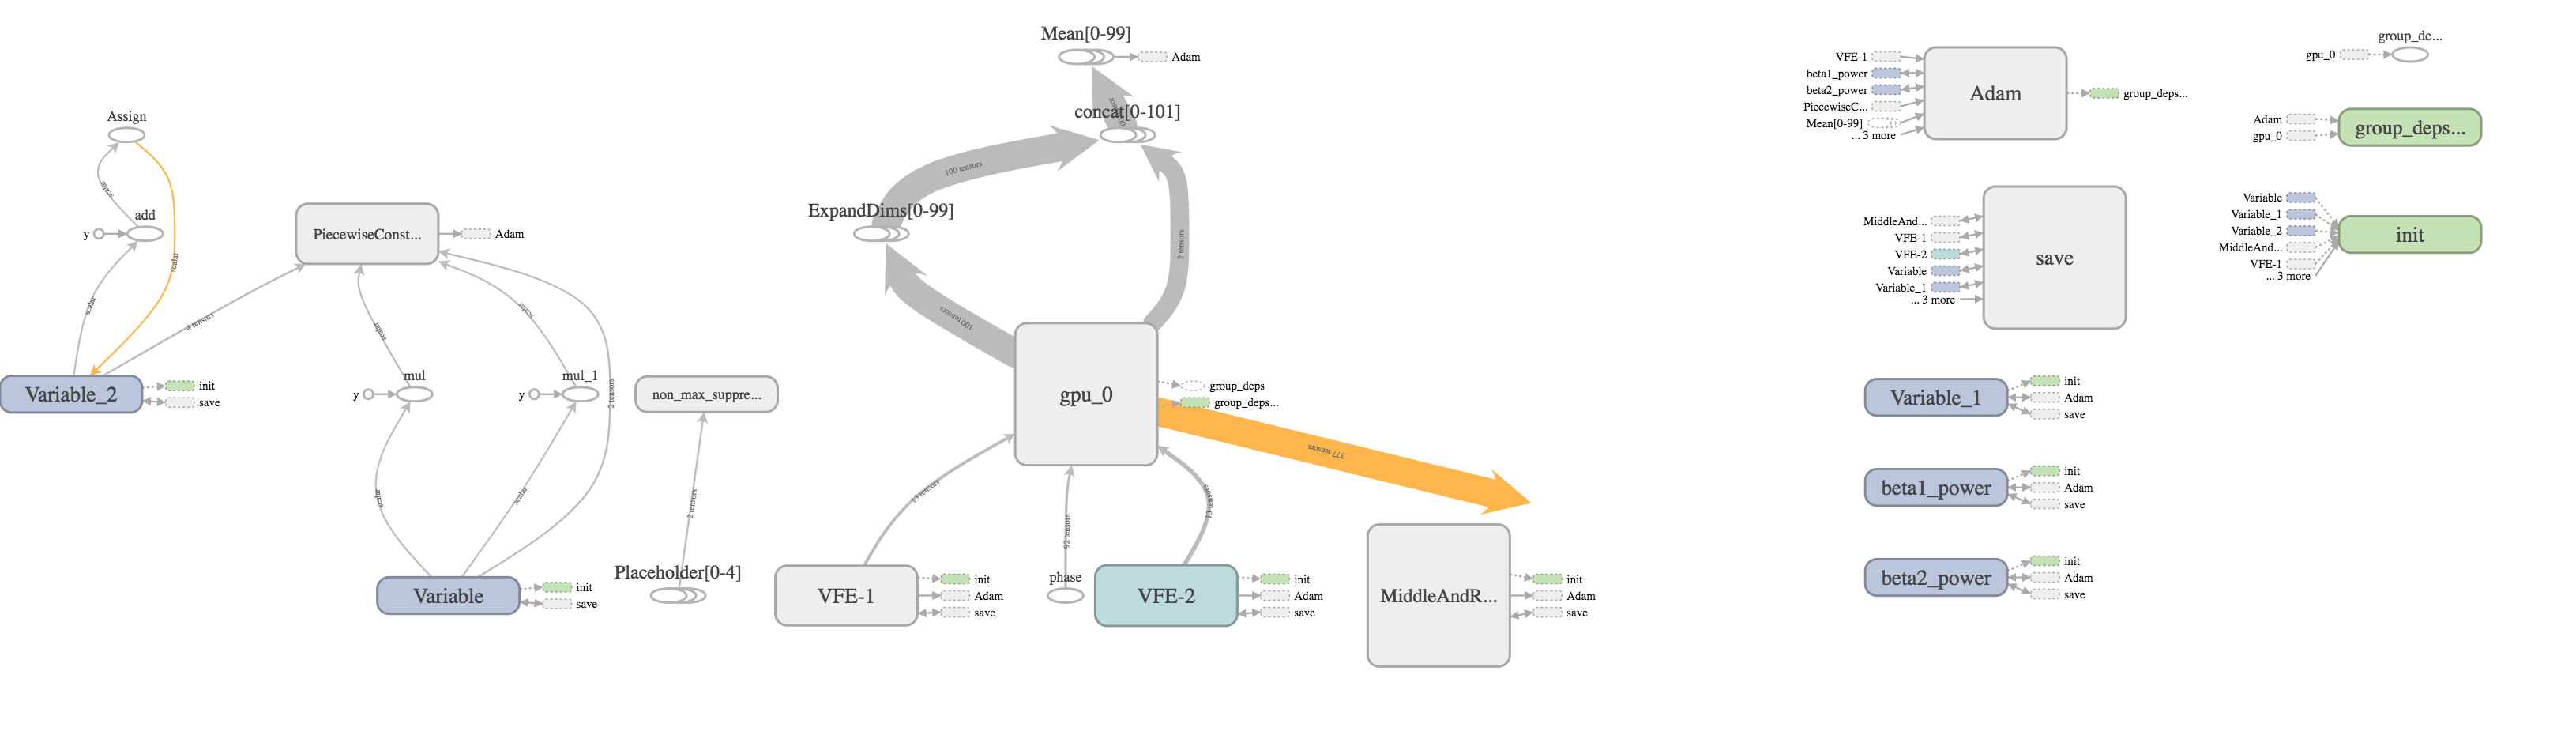 Assign
scalar
add
y
scalar
scalar
Variable_2
init
save
4 tensors
PiecewiseConst...
Adam
scalar
scalar
mul
y
mul_1
y
2 tensors
scalar
scalar
Variable
init
save
non_max_suppre...
2 tensors
Placeholder[0-4]
Mean[0-99]
Adam
concat[0-101]
100 tensors
ExpandDims[0-99]
2 tensors
100 tensors
gpu_0
group_deps
group_deps...
377 tensors
13 tensors
92 tensors
13 tensors
VFE-1
init
Adam
save
phase
VFE-2
init
Adam
save
MiddleAndR...
init
Adam
save
VFE-1
beta1_power
beta2_power
PiecewiseC...
Mean[0-99]
... 3 more
Adam
group_deps...
MiddleAnd...
VFE-1
VFE-2
Variable
Variable_1
... 3 more
save
Variable_1
init
Adam
save
beta1_power
init
Adam
save
beta2_power
init
Adam
save
group_de...
gpu_0
Adam
gpu_0
group_deps...
Variable
Variable_1
Variable_2
MiddleAnd...
VFE-1
... 3 more
init